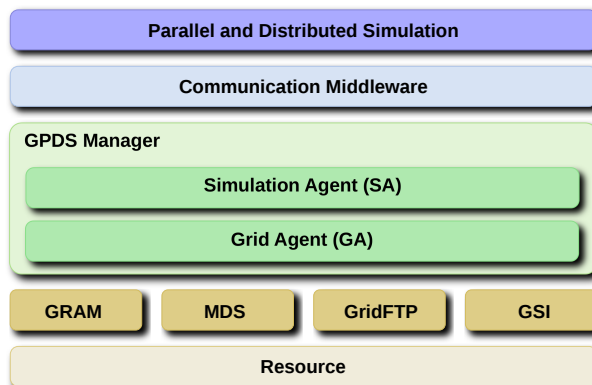 Parallel and Distributed Simulation
Communication Middleware
GPDS Manager
Simulation Agent (SA)
Grid Agent (GA)
GRAM MDS GridFTP GSI
Resource